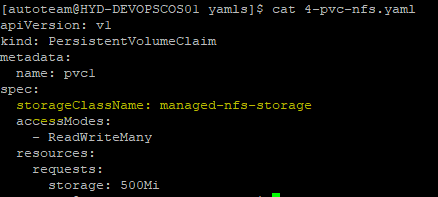 [autoteam@HYD-DEVOPSCOS01 yamls]$ cat 4-pvc-nfs.yaml
apiVersion: v1
kind: PersistentVolumeClaim
metadata:
  name: pvc1
spec:
  storageClassName: managed-nfs-storage
  accessModes:
    - ReadWriteMany
  resources:
    requests:
      storage: 500Mi